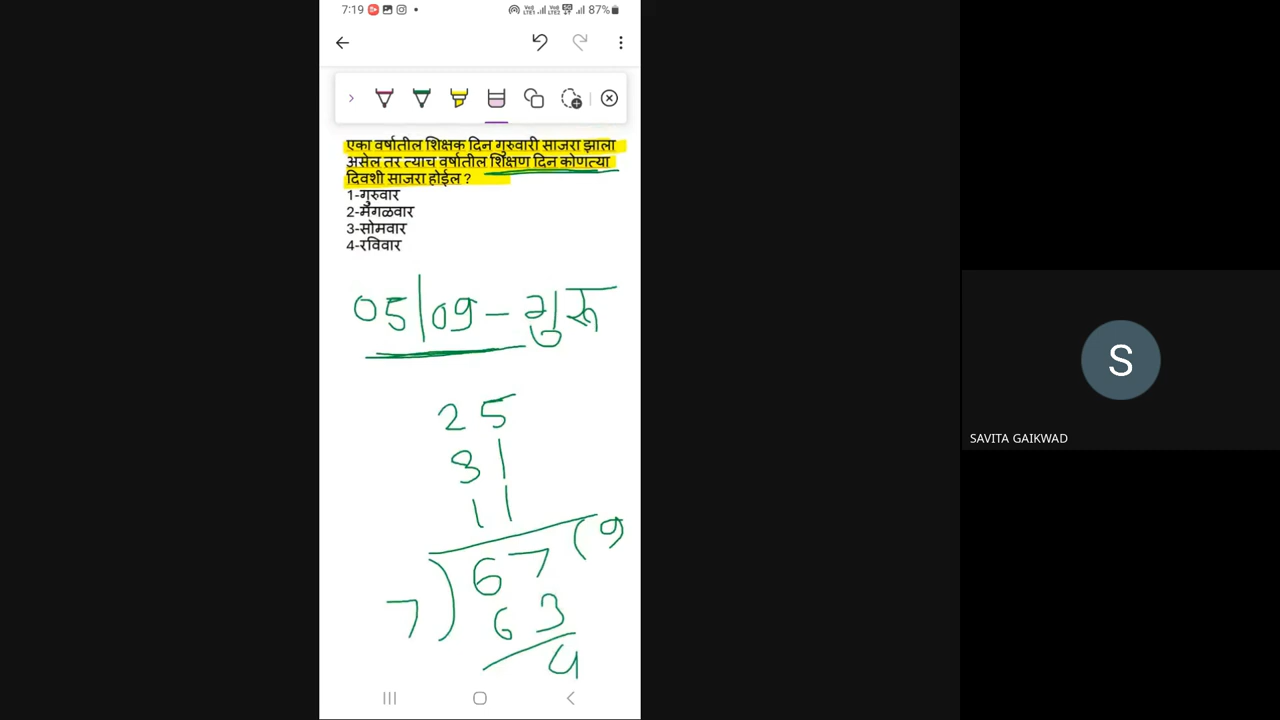 7:19 87%
एका वर्षातील शिक्षक दिन गुरुवारी साजरा झाला
असेल तर त्याच वर्षातील शिक्षण दिन कोणत्या
दिवशी साजरा होईल ?
1-गुरुवार
2-मंगळवार
3-सोमवार
4-रविवार
05|09 - गुरू
25
31
11
7) 67 (9
63
4
S
SAVITA GAIKWAD